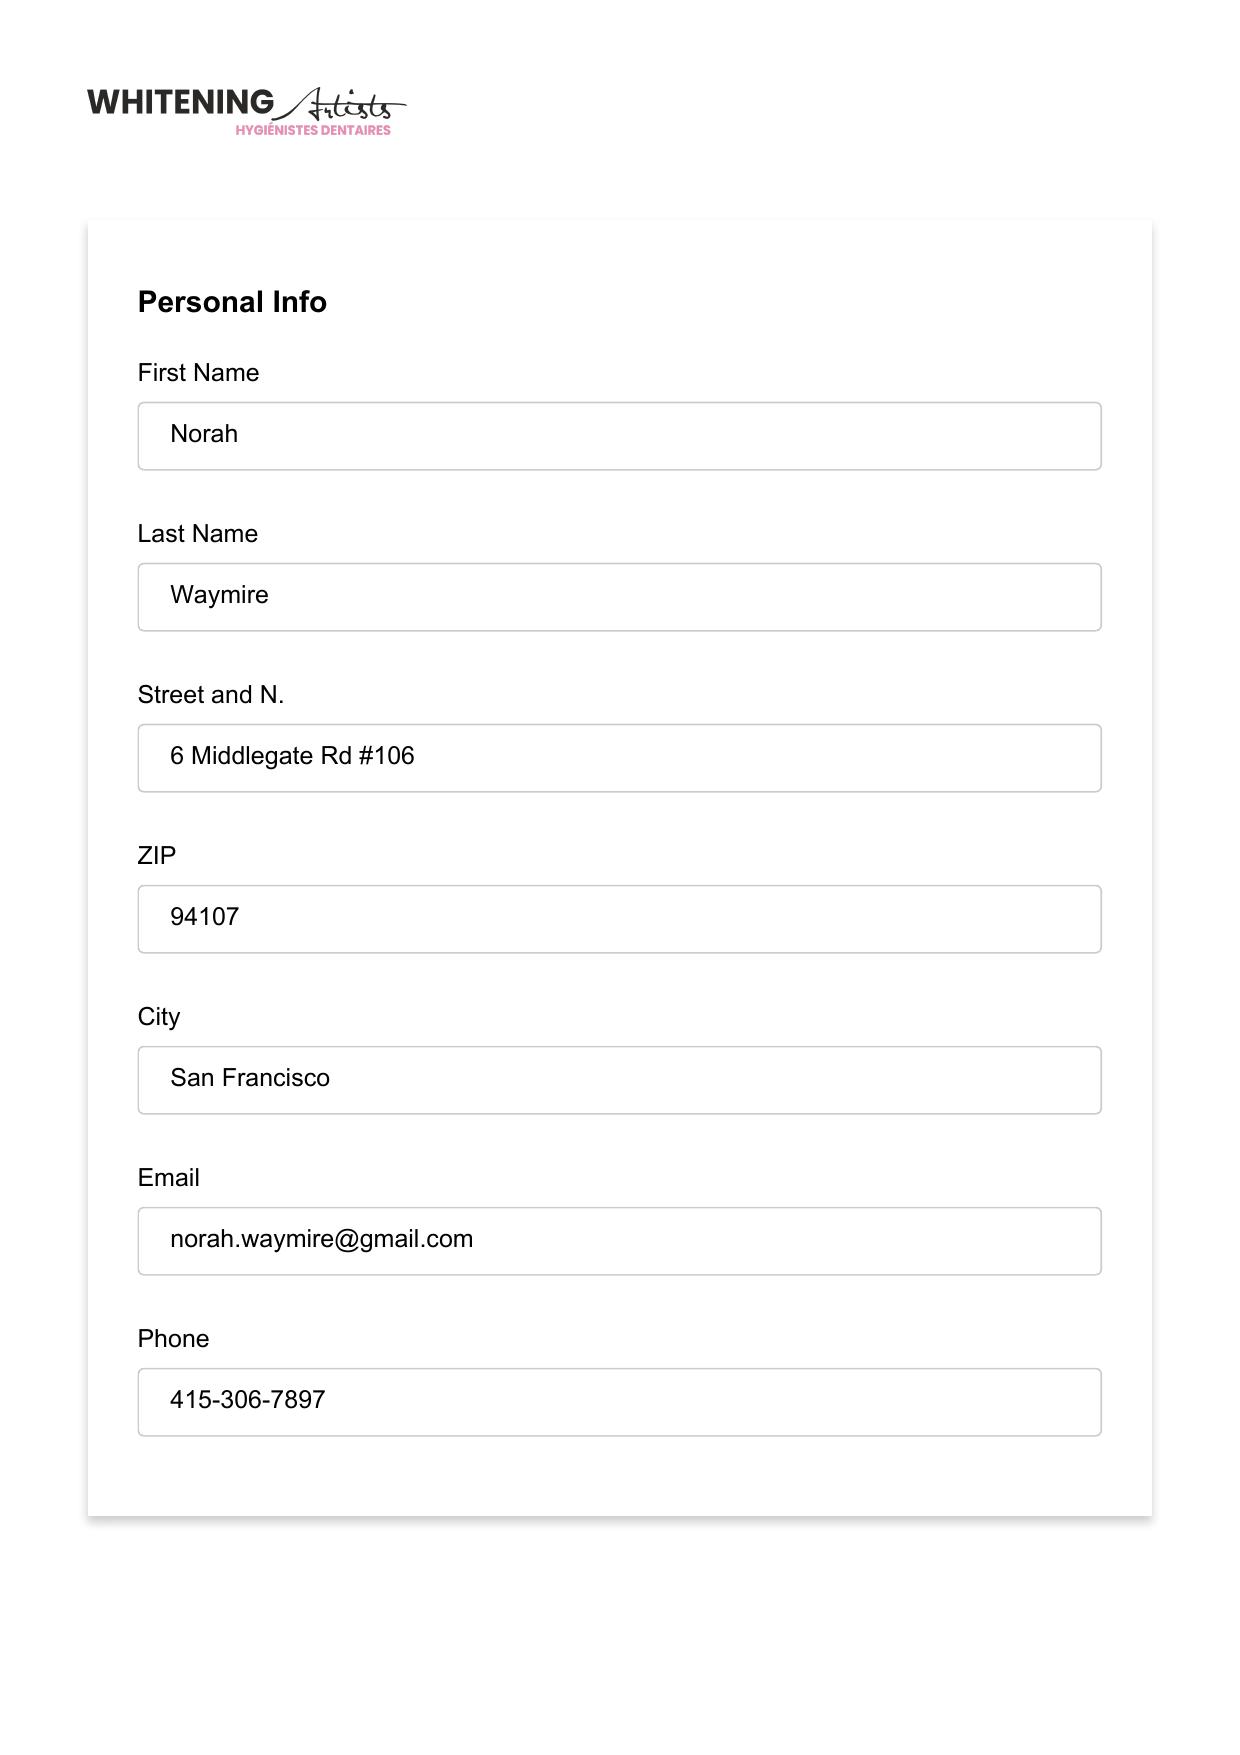 WHITENING Artists
HYGIÉNISTES DENTAIRES
Personal Info
First Name
Norah
Last Name
Waymire
Street and N.
6 Middlegate Rd #106
ZIP
94107
City
San Francisco
Email
norah.waymire@gmail.com
Phone
415-306-7897